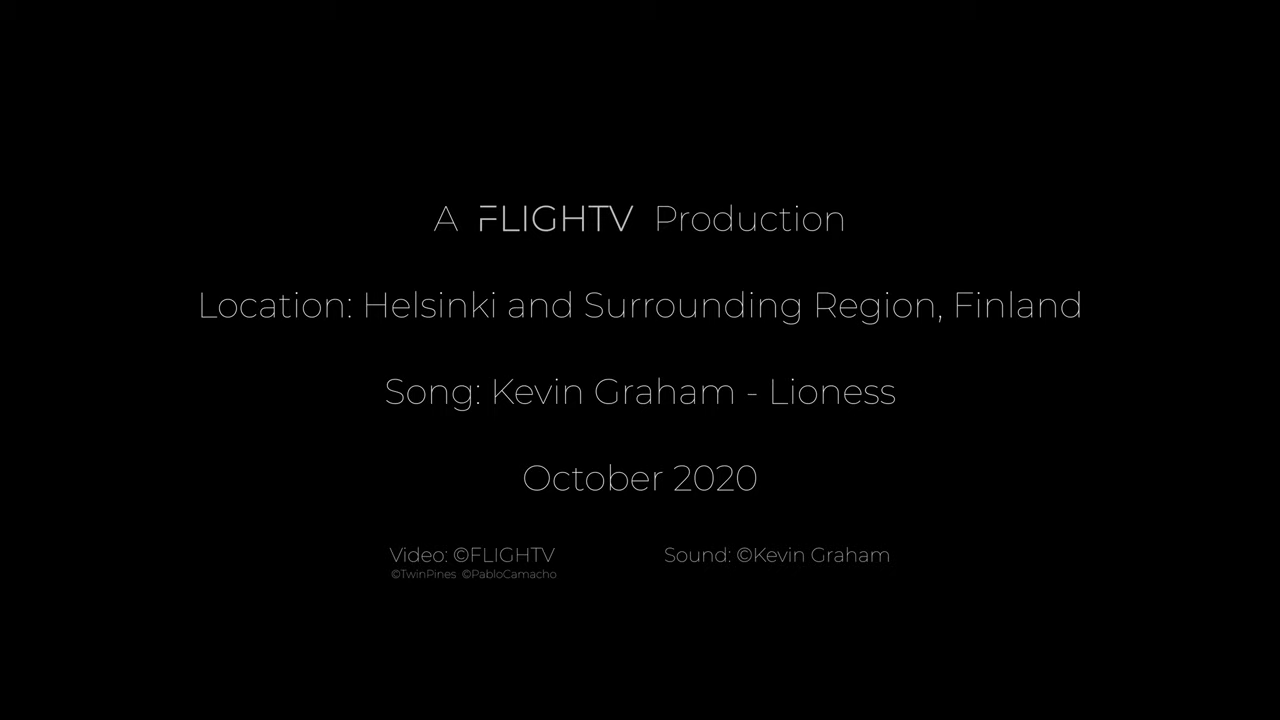 A FLIGHTV Production
Location: Helsinki and Surrounding Region, Finland
Song: Kevin Graham - Lioness
October 2020
Video: ©FLIGHTV
©TwinPines ©PabloCamacho
Sound: ©Kevin Graham